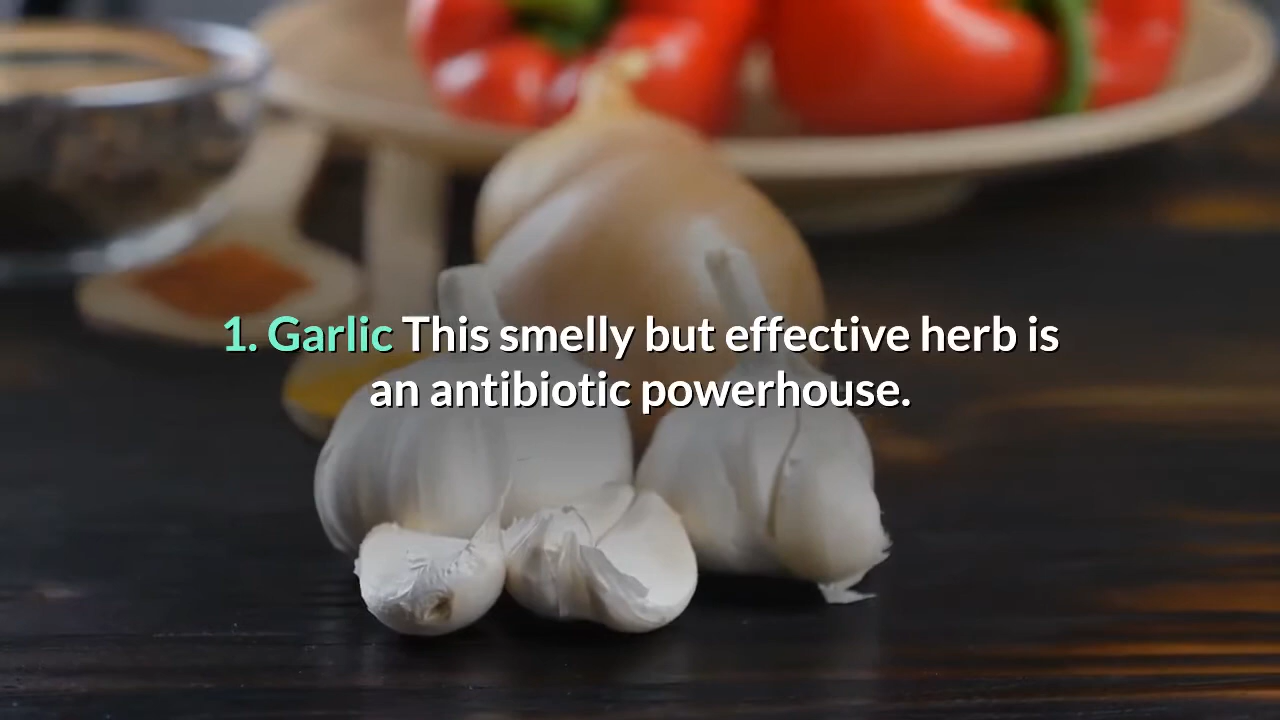 1. Garlic This smelly but effective herb is
an antibiotic powerhouse.